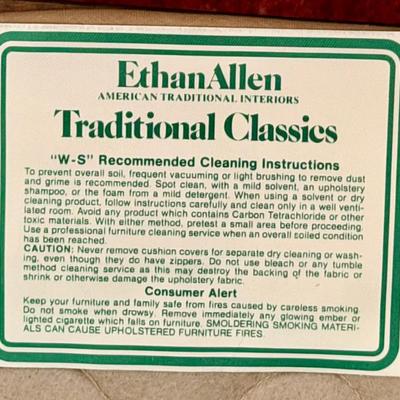 EthanAllen
AMERICAN TRADITIONAL INTERIORS
Traditional Classics
"W-S" Recommended Cleaning Instructions
To prevent overall soil, frequent vacuuming or light brushing to remove dust
and grime is recommended. Spot clean, with a mild solvent, an upholstery
shampoo, or the foam from a mild detergent. When using a solvent or dry
cleaning product, follow instructions carefully and clean only in a well venti-
lated room. Avoid any product which contains Carbon Tetrachloride or other
toxic materials. With either method, pretest a small area before proceeding.
Use a professional furniture cleaning service when an overall soiled condition
has been reached.
CAUTION: Never remove cushion covers for separate dry cleaning or wash-
ing, even though they do have zippers. Do not use bleach or any tumble
method cleaning service as this may destroy the backing of the fabric or
shrink or otherwise damage the upholstery fabric.
Consumer Alert
Keep your furniture and family safe from fires caused by careless smoking.
Do not smoke when drowsy. Remove immediately any glowing ember or
lighted cigarette which falls on furniture. SMOLDERING SMOKING MATERI-
ALS CAN CAUSE UPHOLSTERED FURNITURE FIRES.